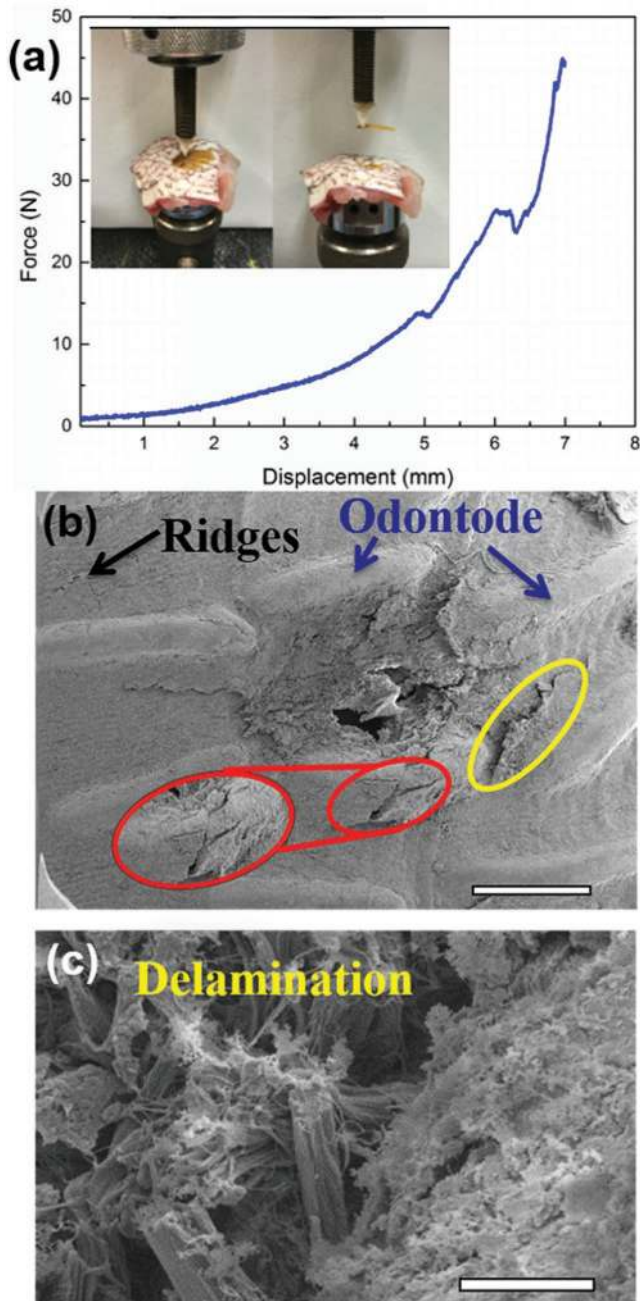 (a)
50
40
30
20
10
0
Force (N)
1 2 3 4 5 6 7 8
Displacement (mm)
(b)
Ridges
Odontode
(c)
Delamination